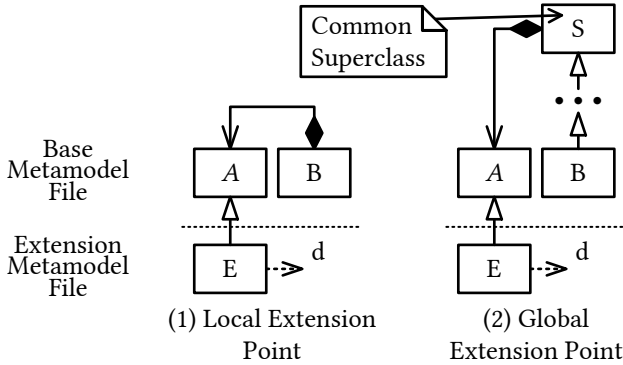 Common
Superclass
S
Base
Metamodel
File
A
B
A
B
Extension
Metamodel
File
E
d
E
d
(1) Local Extension
Point
(2) Global
Extension Point